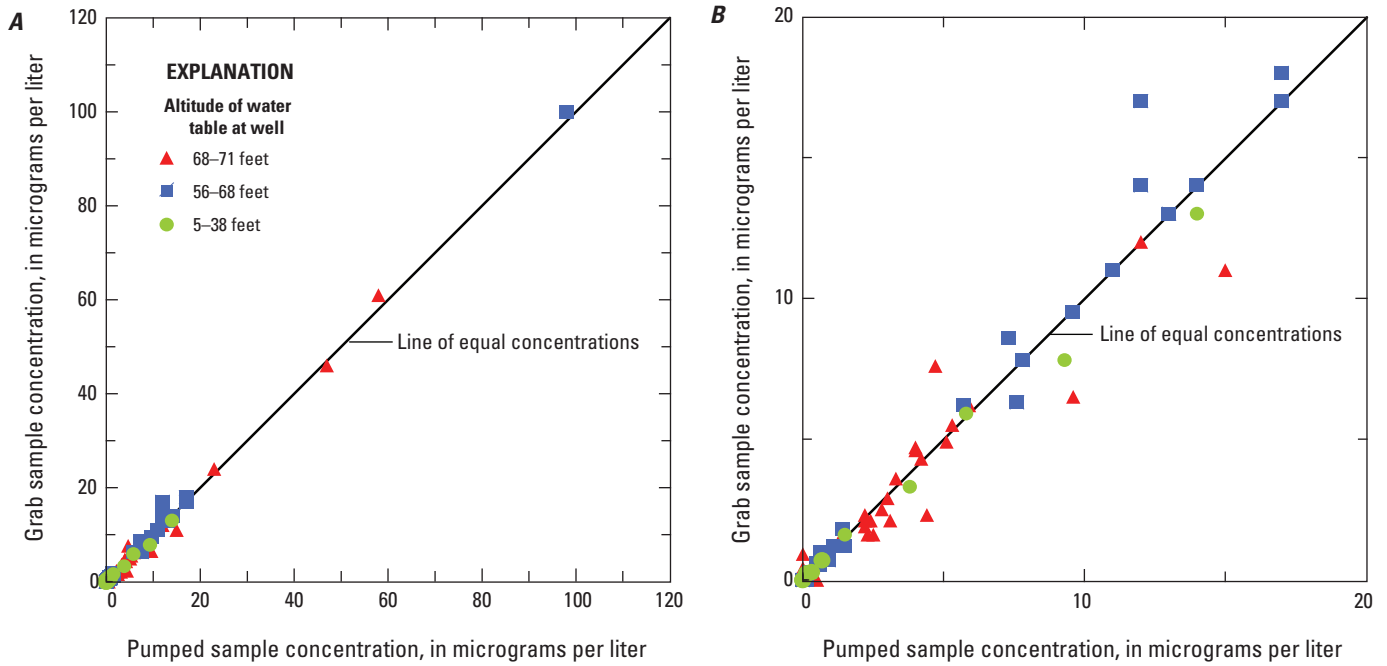 A
120
100
80
60
40
20
0
0
20
40
60
80
100
120
Grab sample concentration, in micrograms per liter
Pumped sample concentration, in micrograms per liter
EXPLANATION
Altitude of water
table at well
68–71 feet
56–68 feet
5–38 feet
Line of equal concentrations
B
20
10
0
0
10
20
Grab sample concentration, in micrograms per liter
Pumped sample concentration, in micrograms per liter
Line of equal concentrations